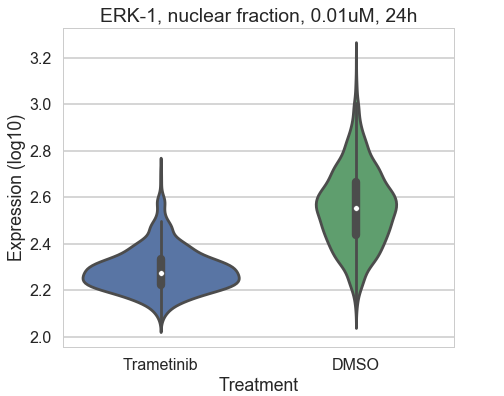 ERK-1, nuclear fraction, 0.01uM, 24h
3.2
3.0
2.8
2.6
2.4
2.2
2.0
Expression (log10)
Trametinib DMSO
Treatment